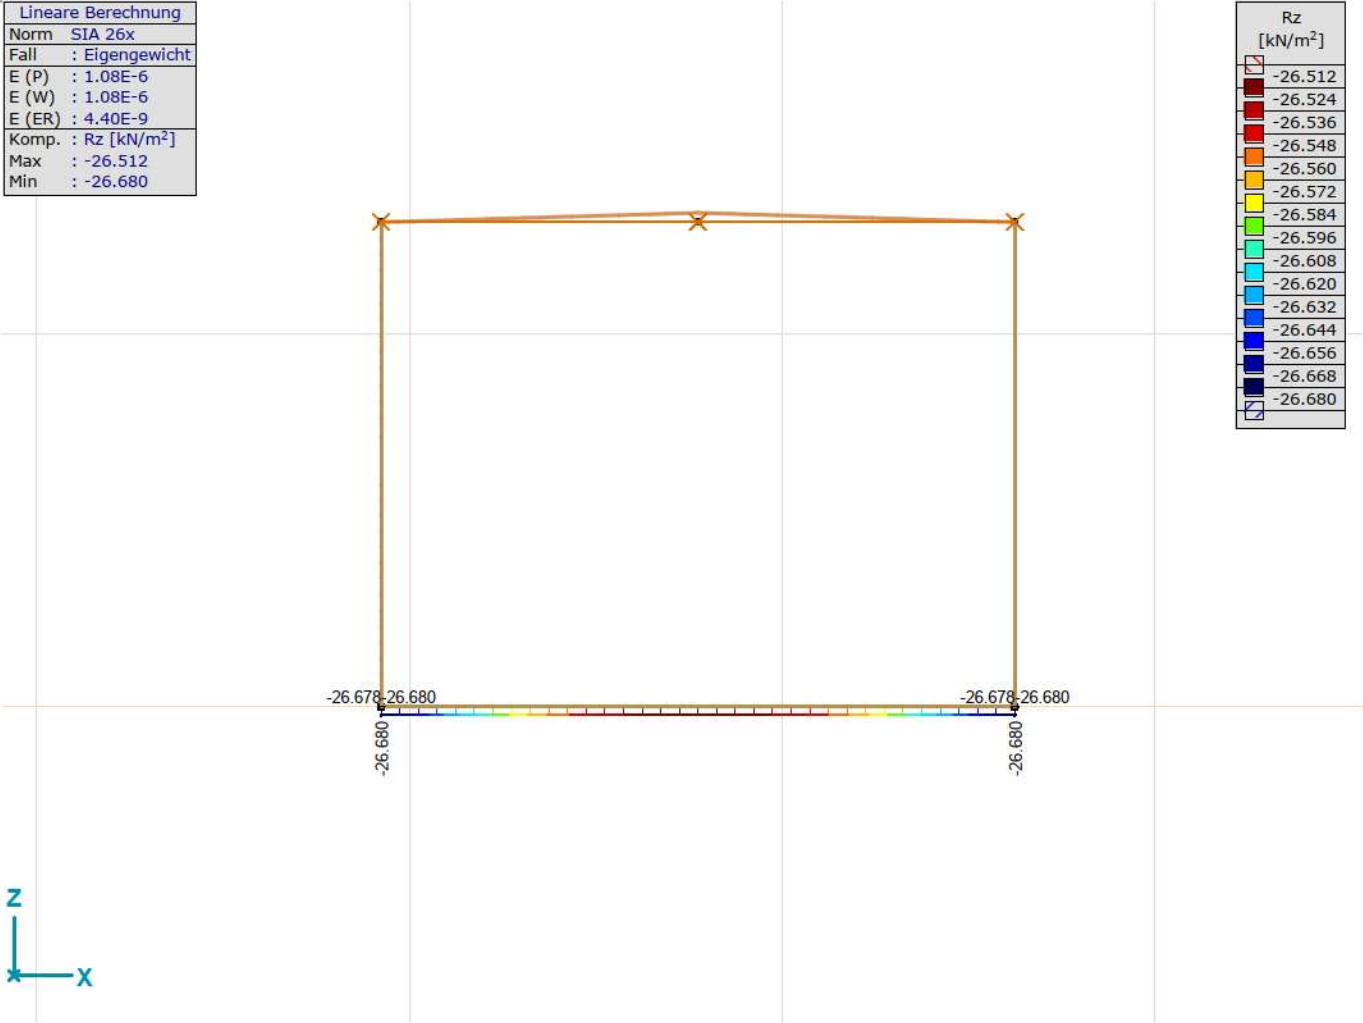 Lineare Berechnung
Norm SIA 26x
Fall : Eigengewicht
E (P) : 1.08E-6
E (W) : 1.08E-6
E (ER) : 4.40E-9
Komp. : Rz [kN/m²]
Max : -26.512
Min : -26.680
Rz
[kN/m²]
-26.512
-26.524
-26.536
-26.548
-26.560
-26.572
-26.584
-26.596
-26.608
-26.620
-26.632
-26.644
-26.656
-26.668
-26.680
-26.678-26.680
-26.678-26.680
-26.680
-26.680
Z
X